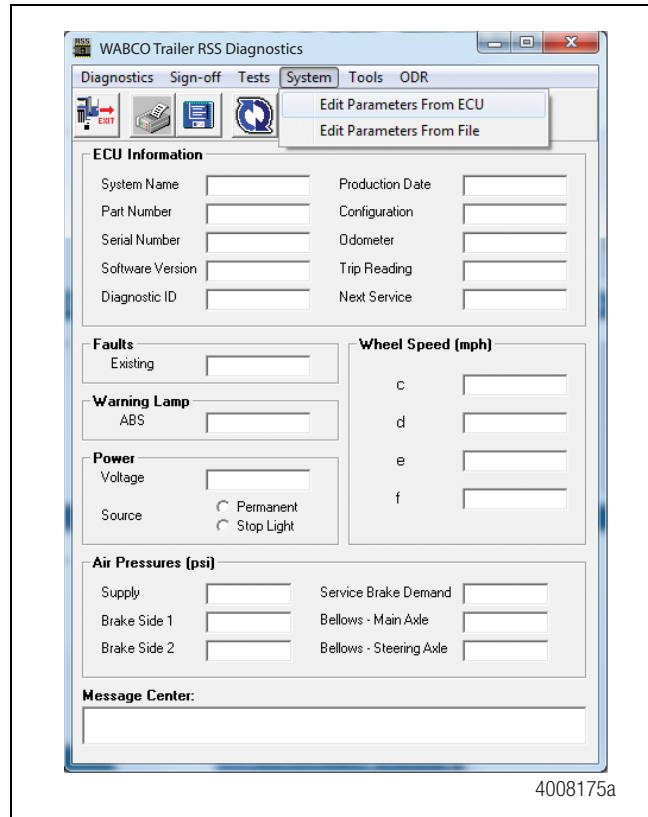 RSS
WABCO Trailer RSS Diagnostics
Diagnostics Sign-off Tests System Tools ODR
EXIT
Edit Parameters From ECU
Edit Parameters From File
ECU Information
System Name Production Date
Part Number Configuration
Serial Number Odometer
Software Version Trip Reading
Diagnostic ID Next Service
Faults Wheel Speed (mph)
Existing
c
Warning Lamp
ABS d
Power e
Voltage
f
Source Permanent
Stop Light
Air Pressures (psi)
Supply Service Brake Demand
Brake Side 1 Bellows - Main Axle
Brake Side 2 Bellows - Steering Axle
Message Center:
4008175a